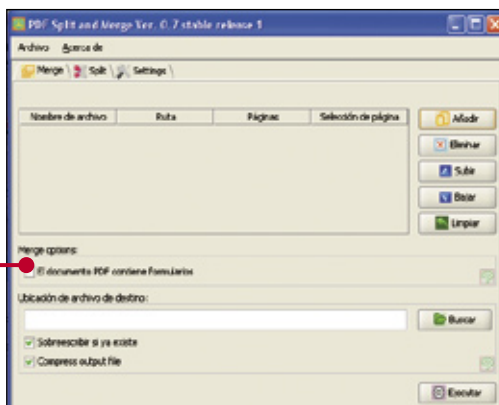 PDF Split and Merge Ver. 0.7 stable release 1
Archivo Acerca de
Merge Split Settings
Nombre de archivo Ruta Páginas Selección de página
Añadir
Eliminar
Subir
Bajar
Limpiar
Merge options:
El documento PDF contiene formularios
Ubicación de archivo de destino:
Buscar
Sobreescribir si ya existe
Compress output file
Ejecutar